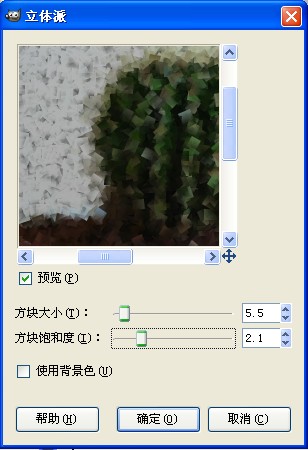 立体派
预览(P)
方块大小(T)： 5.5
方块饱和度(I)： 2.1
使用背景色(U)
帮助(H) 确定(O) 取消(C)